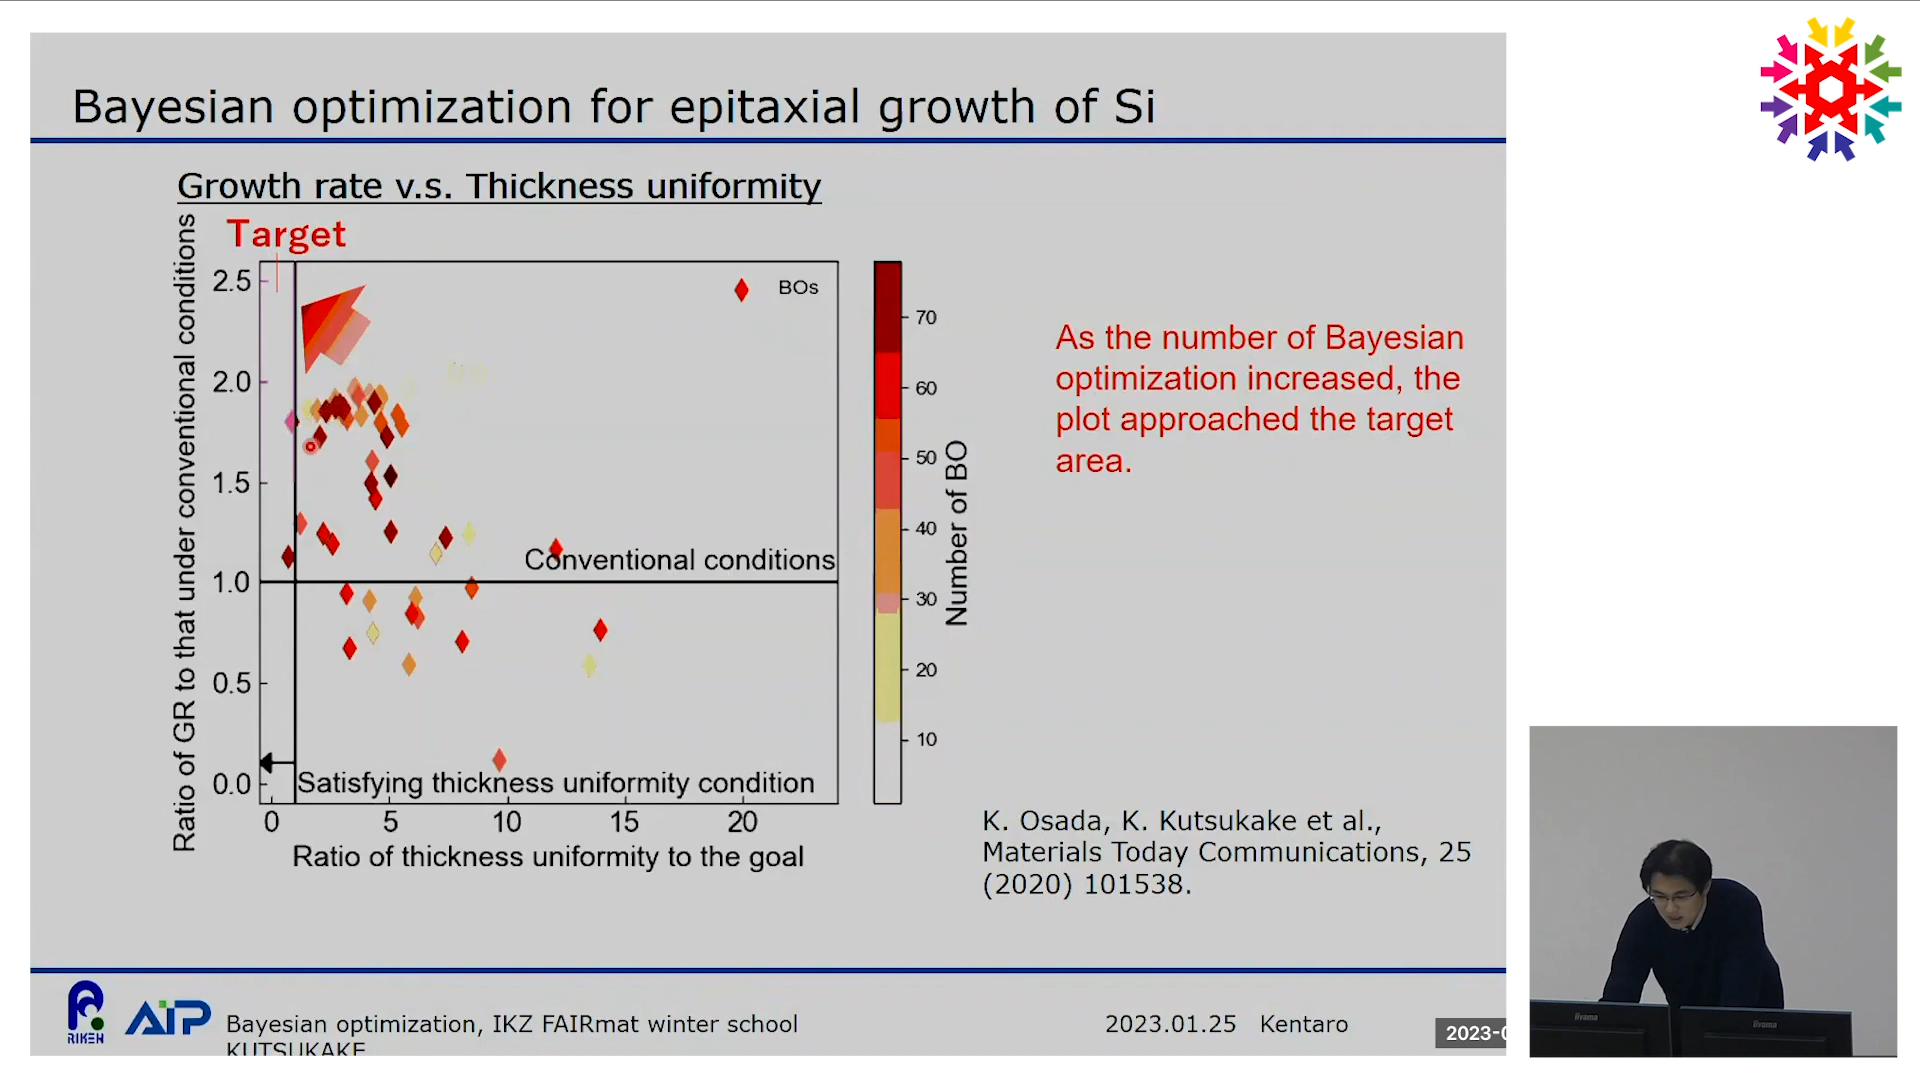 Bayesian optimization for epitaxial growth of Si
Growth rate v.s. Thickness uniformity
Target
Ratio of GR to that under conventional conditions
2.5
2.0
1.5
1.0
0.5
0.0
BOs
Conventional conditions
Satisfying thickness uniformity condition
0
5
10
15
20
Ratio of thickness uniformity to the goal
70
60
50
40
30
20
10
Number of BO
As the number of Bayesian
optimization increased, the
plot approached the target
area.
K. Osada, K. Kutsukake et al.,
Materials Today Communications, 25
(2020) 101538.
RIKEN
AIP
Bayesian optimization, IKZ FAIRmat winter school
KUTSUKAKE
2023.01.25 Kentaro
2023-0
iiyama
iiyama